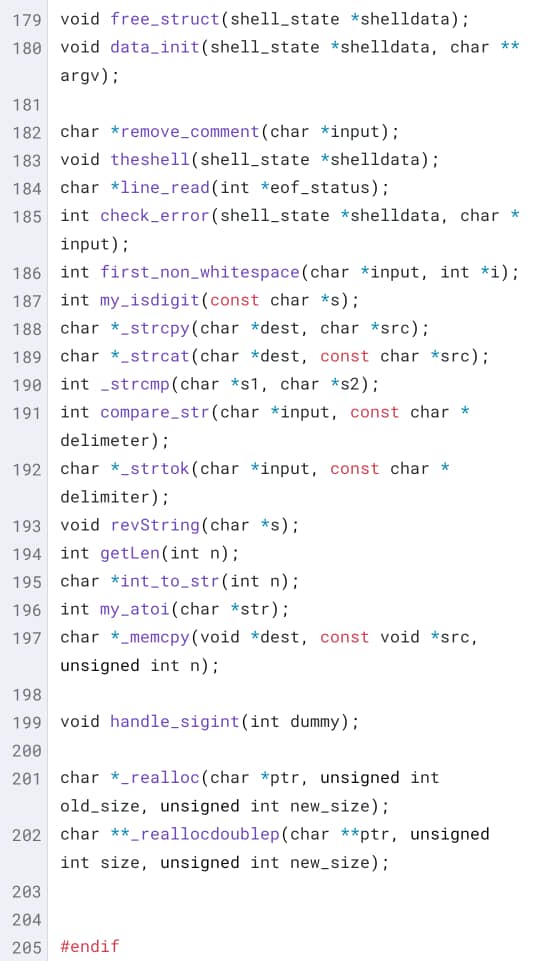 179 void free_struct(shell_state *shelldata);
180 void data_init(shell_state *shelldata, char **
argv);
181
182 char *remove_comment(char *input);
183 void theshell(shell_state *shelldata);
184 char *line_read(int *eof_status);
185 int check_error(shell_state *shelldata, char *
input);
186 int first_non_whitespace(char *input, int *i);
187 int my_isdigit(const char *s);
188 char *_strcpy(char *dest, char *src);
189 char *_strcat(char *dest, const char *src);
190 int _strcmp(char *s1, char *s2);
191 int compare_str(char *input, const char *
delimeter);
192 char *_strtok(char *input, const char *
delimiter);
193 void revString(char *s);
194 int getLen(int n);
195 char *int_to_str(int n);
196 int my_atoi(char *str);
197 char *_memcpy(void *dest, const void *src,
unsigned int n);
198
199 void handle_sigint(int dummy);
200
201 char *_realloc(char *ptr, unsigned int
old_size, unsigned int new_size);
202 char **_reallocdoublep(char **ptr, unsigned
int size, unsigned int new_size);
203
204
205 #endif